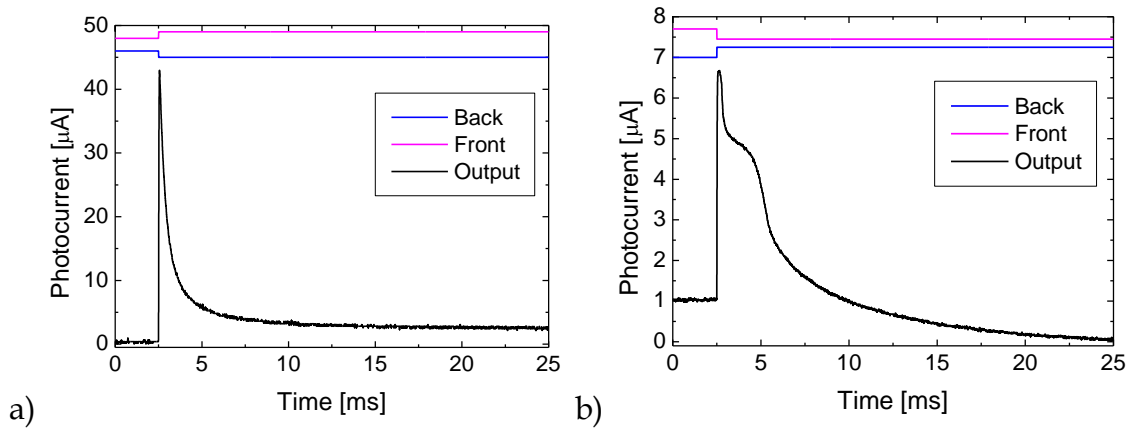 a)
Photocurrent [μA]
50
40
30
20
10
0
Back
Front
Output
0 5 10 15 20 25
Time [ms]
b)
Photocurrent [μA]
8
7
6
5
4
3
2
1
0
Back
Front
Output
0 5 10 15 20 25
Time [ms]